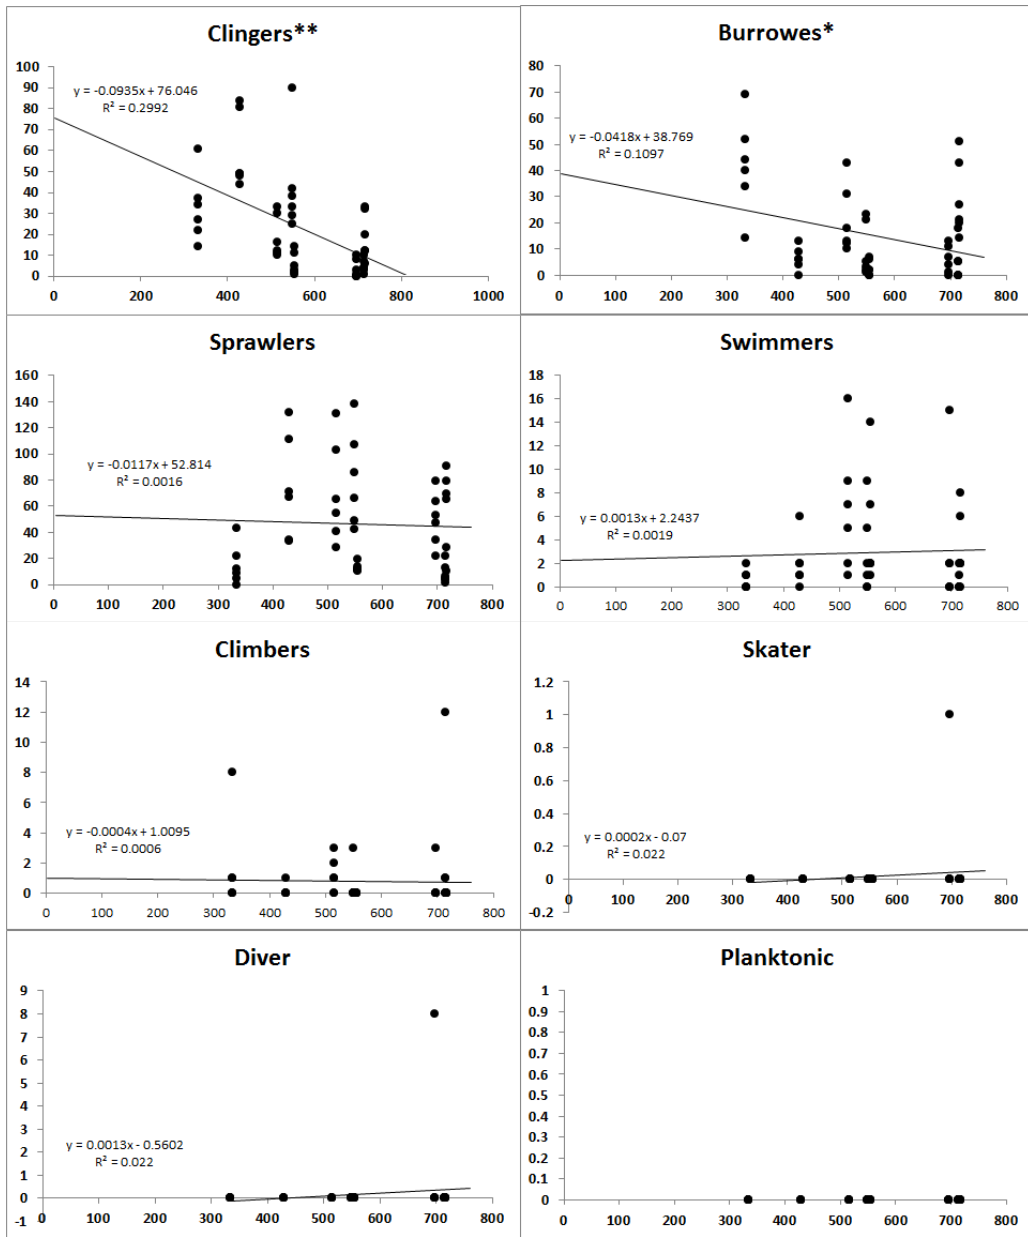 Clingers**
100
90
80
70
60
50
40
30
20
10
0
y = -0.0935x + 76.046
R² = 0.2992
0 200 400 600 800 1000
Burrowes*
80
70
60
50
40
30
20
10
0
y = -0.0418x + 38.769
R² = 0.1097
0 100 200 300 400 500 600 700 800
Sprawlers
160
140
120
100
80
60
40
20
0
y = -0.0117x + 52.814
R² = 0.0016
0 100 200 300 400 500 600 700 800
Swimmers
18
16
14
12
10
8
6
4
2
0
y = 0.0013x + 2.2437
R² = 0.0019
0 100 200 300 400 500 600 700 800
Climbers
14
12
10
8
6
4
2
0
y = -0.0004x + 1.0095
R² = 0.0006
0 100 200 300 400 500 600 700 800
Skater
1.2
1
0.8
0.6
0.4
0.2
0
-0.2
y = 0.0002x - 0.07
R² = 0.022
0 100 200 300 400 500 600 700 800
Diver
9
8
7
6
5
4
3
2
1
0
-1
y = 0.0013x - 0.5602
R² = 0.022
0 100 200 300 400 500 600 700 800
Planktonic
1
0.9
0.8
0.7
0.6
0.5
0.4
0.3
0.2
0.1
0
0 100 200 300 400 500 600 700 800